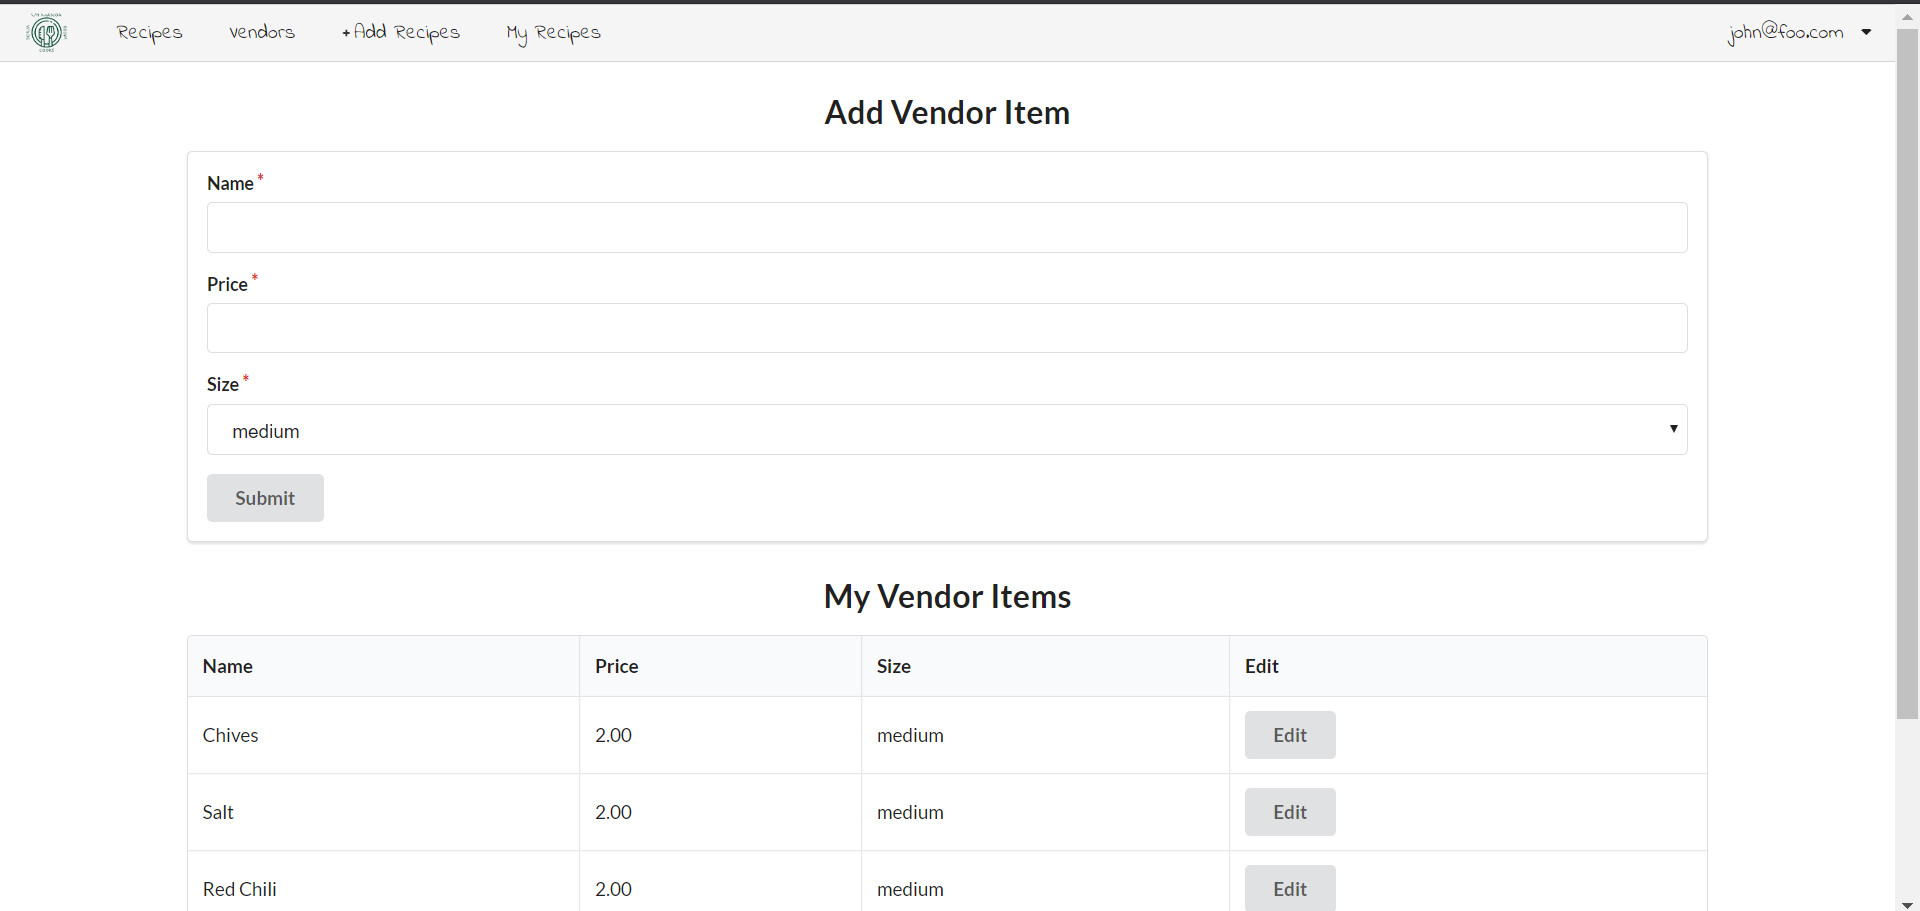 Recipes Vendors +Add Recipes My Recipes john@foo.com
Add Vendor Item
Name *
Price *
Size *
medium
Submit
My Vendor Items
Name Price Size Edit
Chives 2.00 medium Edit
Salt 2.00 medium Edit
Red Chili 2.00 medium Edit